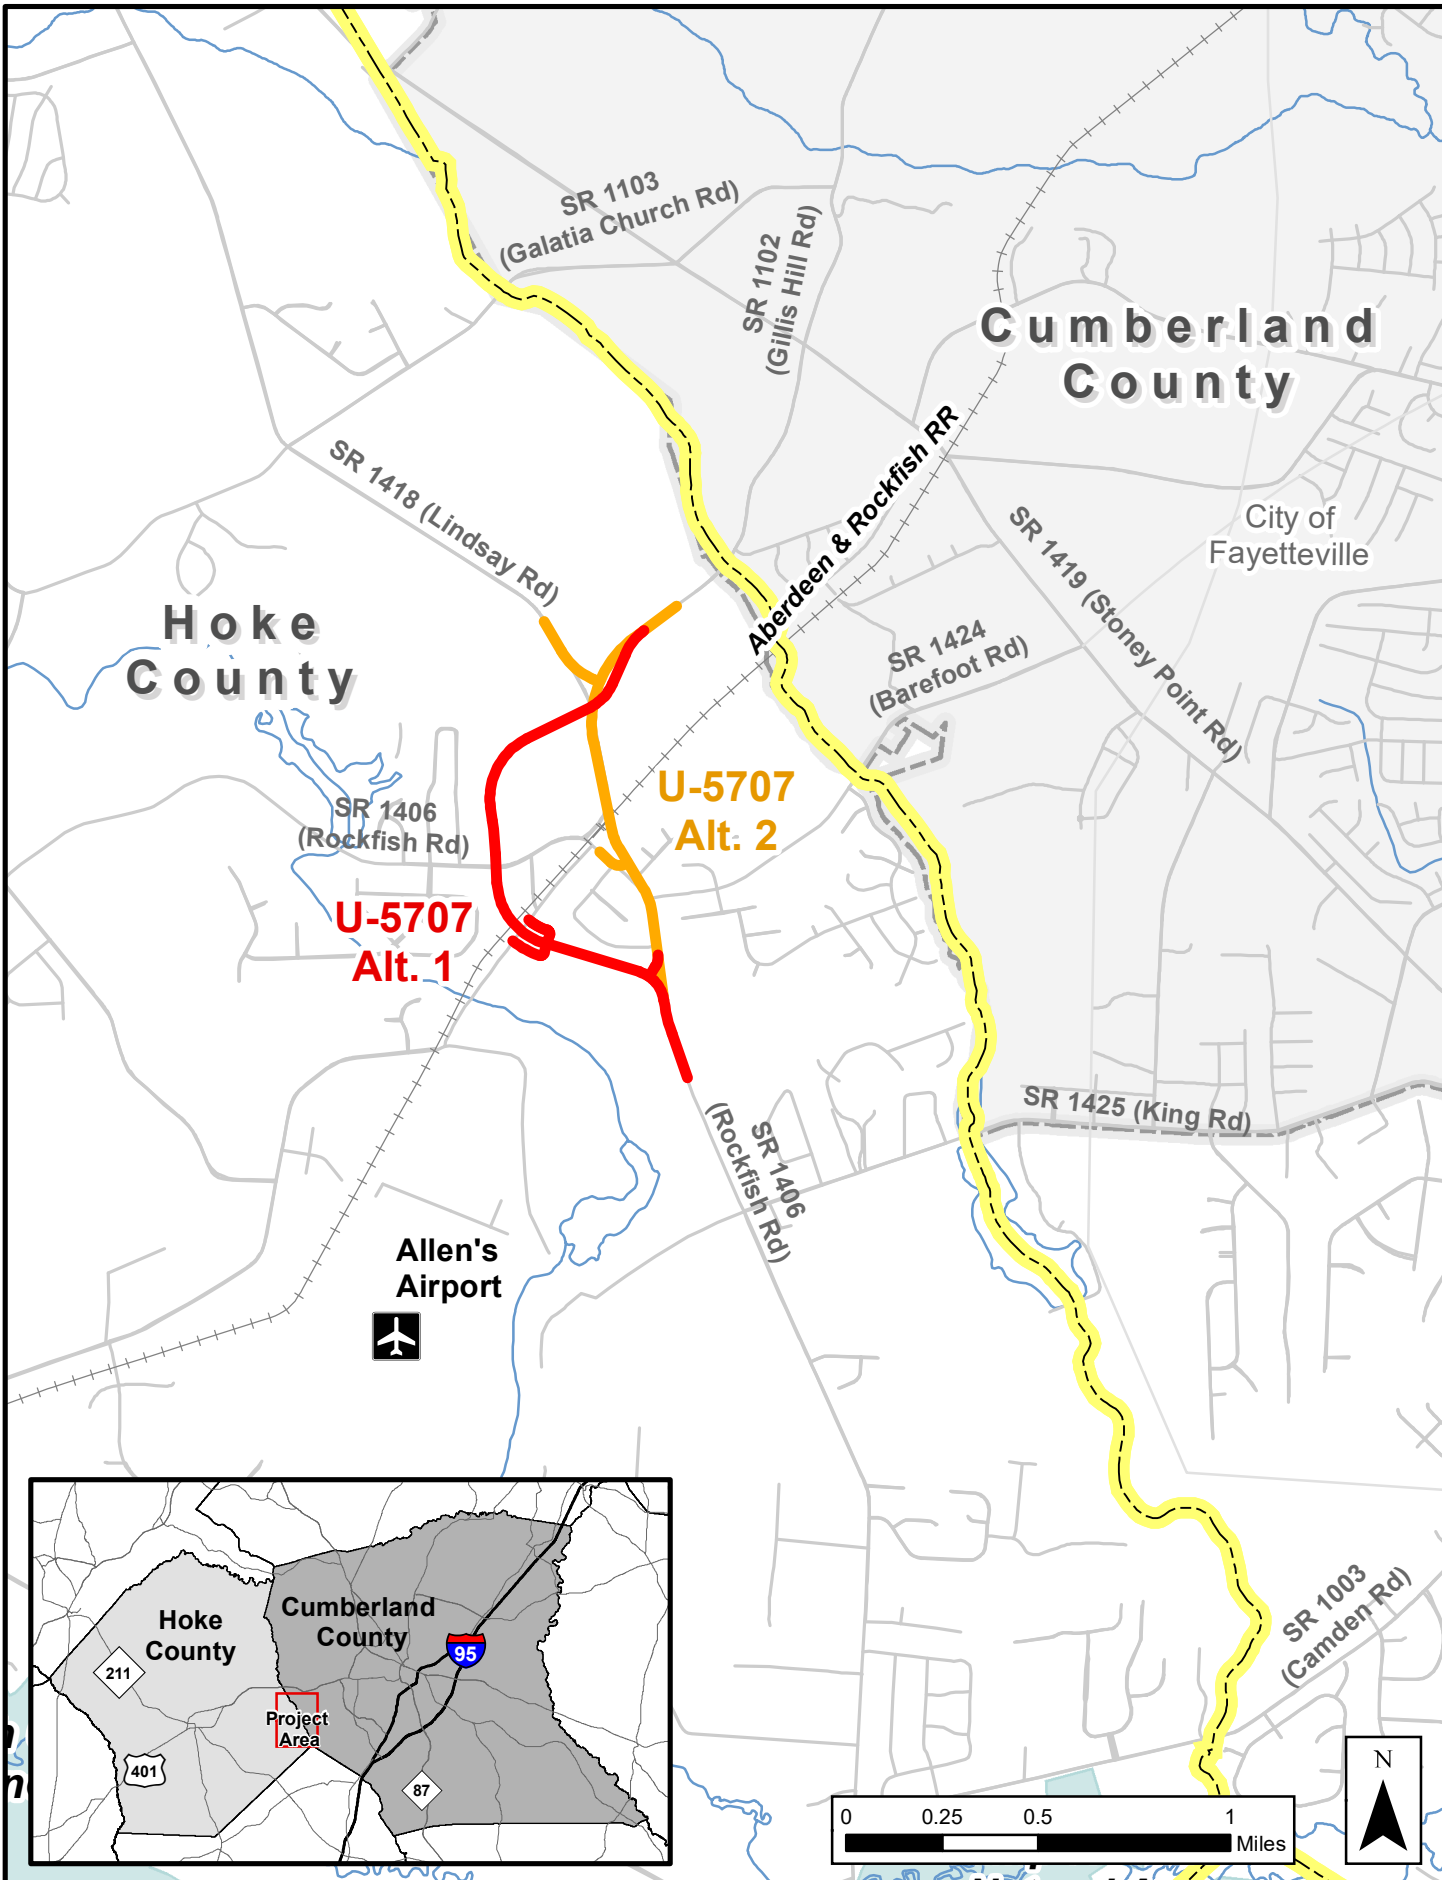 SR 1103
(Galatia Church Rd)
SR 1102
(Gillis Hill Rd)
Cumberland
County
SR 1418 (Lindsay Rd)
Aberdeen & Rockfish RR
SR 1419 (Stoney Point Rd)
City of
Fayetteville
Hoke
County
SR 1424
(Barefoot Rd)
U-5707
Alt. 2
SR 1406
(Rockfish Rd)
U-5707
Alt. 1
SR 1425 (King Rd)
SR 1406
(Rockfish Rd)
Allen's
Airport
SR 1003
(Camden Rd)
Hoke
County
Cumberland
County
95
211
Project
Area
401
87
N
0 0.25 0.5 1
Miles